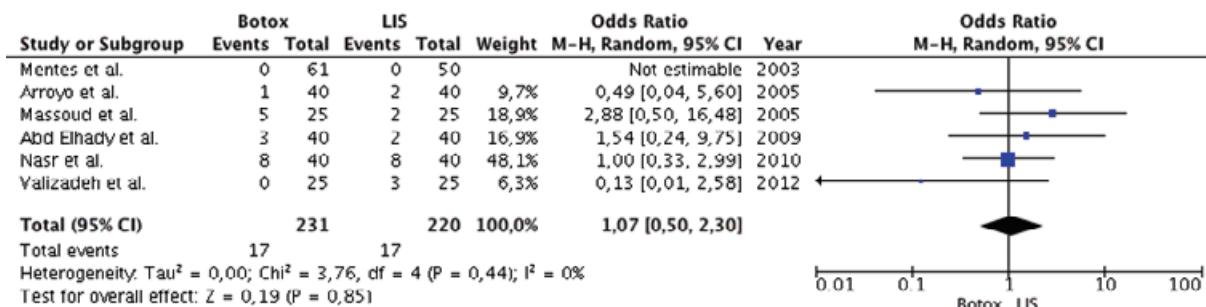 Botox LIS Odds Ratio Odds Ratio
Study or Subgroup Events Total Events Total Weight M-H, Random, 95% CI Year M-H, Random, 95% CI
Mentes et al. 0 61 0 50 Not estimable 2003
Arroyo et al. 1 40 2 40 9,7% 0,49 [0,04, 5,60] 2005
Massoud et al. 5 25 2 25 18,9% 2,88 [0,50, 16,48] 2005
Abd Elhady et al. 3 40 2 40 16,9% 1,54 [0,24, 9,75] 2009
Nasr et al. 8 40 8 40 48,1% 1,00 [0,33, 2,99] 2010
Valizadeh et al. 0 25 3 25 6,3% 0,13 [0,01, 2,58] 2012
Total (95% CI) 231 220 100,0% 1,07 [0,50, 2,30]
Total events 17 17
Heterogeneity: Tau² = 0,00; Chi² = 3,76, df = 4 (P = 0,44); I² = 0%
Test for overall effect: Z = 0,19 (P = 0,85)
0.01 0.1 1 10 100
Botox LIS